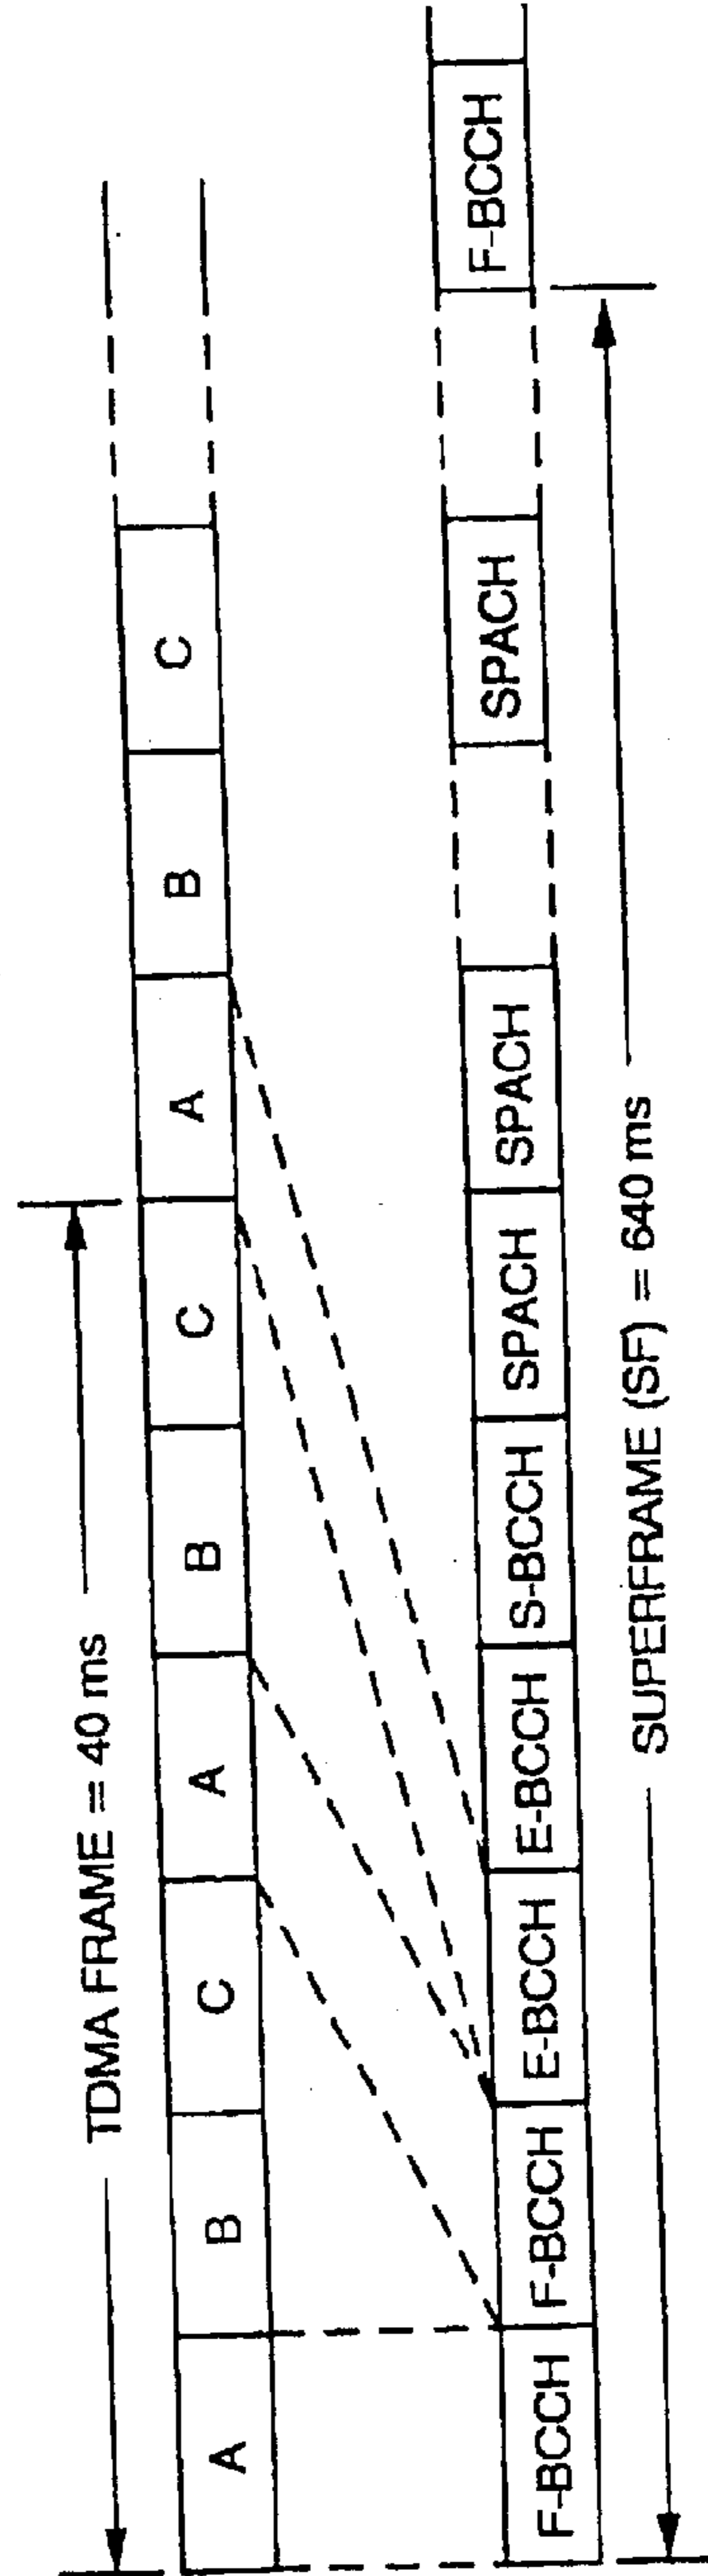 TDMA FRAME = 40 ms
A B C A B C A B C
F-BCCH F-BCCH E-BCCH E-BCCH S-BCCH SPACH SPACH SPACH F-BCCH
SUPERFRAME (SF) = 640 ms